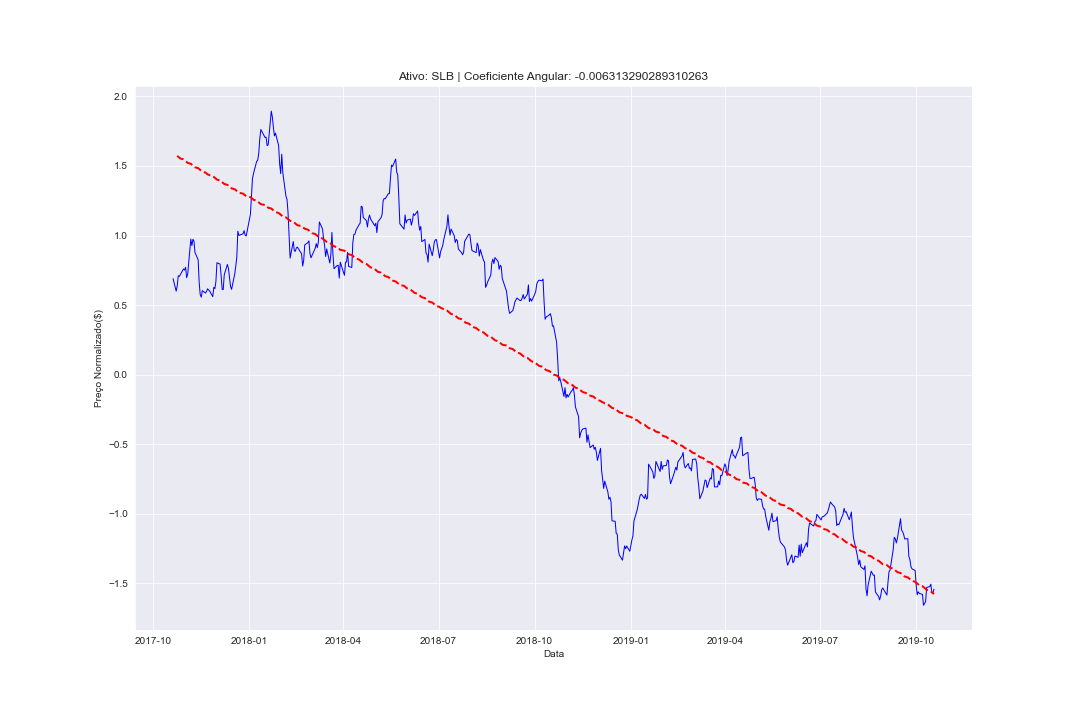 Ativo: SLB | Coeficiente Angular: -0.006313290289310263
2.0
1.5
1.0
0.5
0.0
−0.5
−1.0
−1.5
Preço Normalizado($)
2017-10 2018-01 2018-04 2018-07 2018-10 2019-01 2019-04 2019-07 2019-10
Data